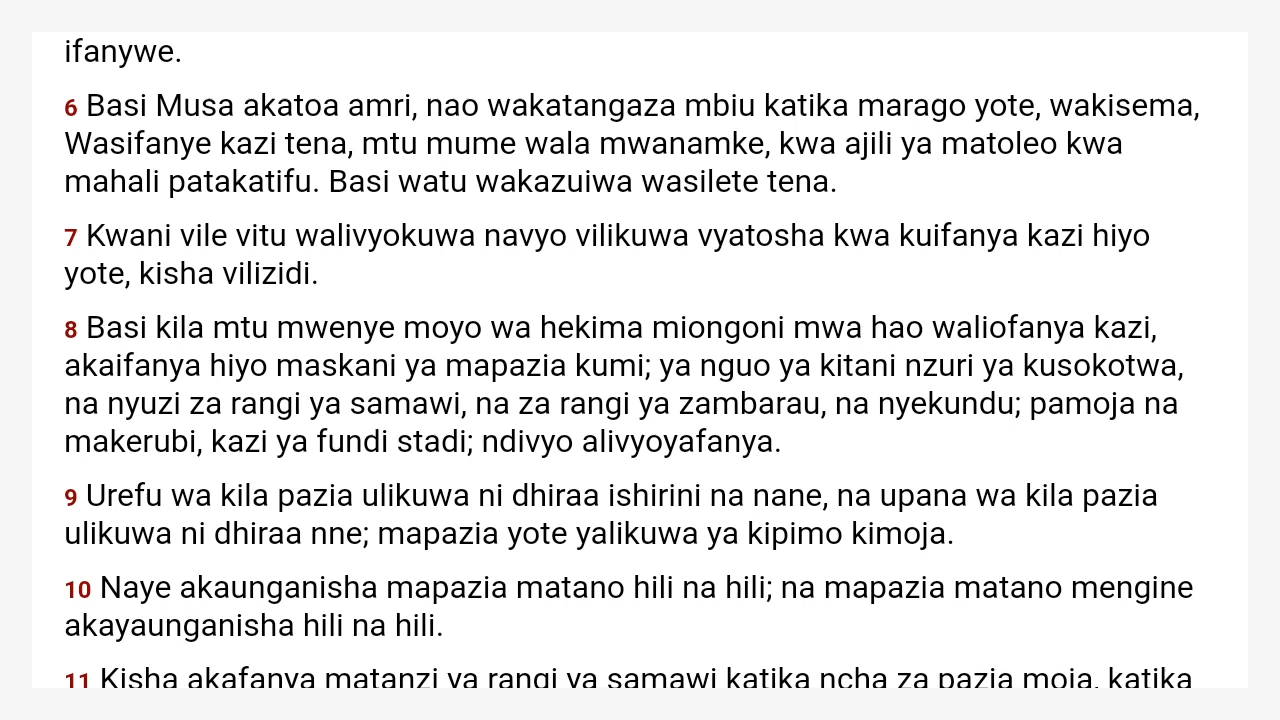 ifanywe.
6 Basi Musa akatoa amri, nao wakatangaza mbiu katika marago yote, wakisema,
Wasifanye kazi tena, mtu mume wala mwanamke, kwa ajili ya matoleo kwa
mahali patakatifu. Basi watu wakazuiwa wasilete tena.
7 Kwani vile vitu walivyokuwa navyo vilikuwa vyatosha kwa kuifanya kazi hiyo
yote, kisha vilizidi.
8 Basi kila mtu mwenye moyo wa hekima miongoni mwa hao waliofanya kazi,
akaifanya hiyo maskani ya mapazia kumi; ya nguo ya kitani nzuri ya kusokotwa,
na nyuzi za rangi ya samawi, na za rangi ya zambarau, na nyekundu; pamoja na
makerubi, kazi ya fundi stadi; ndivyo alivyoyafanya.
9 Urefu wa kila pazia ulikuwa ni dhiraa ishirini na nane, na upana wa kila pazia
ulikuwa ni dhiraa nne; mapazia yote yalikuwa ya kipimo kimoja.
10 Naye akaunganisha mapazia matano hili na hili; na mapazia matano mengine
akayaunganisha hili na hili.
11 Kisha akafanya matanzi ya rangi ya samawi katika ncha za pazia moja, katika